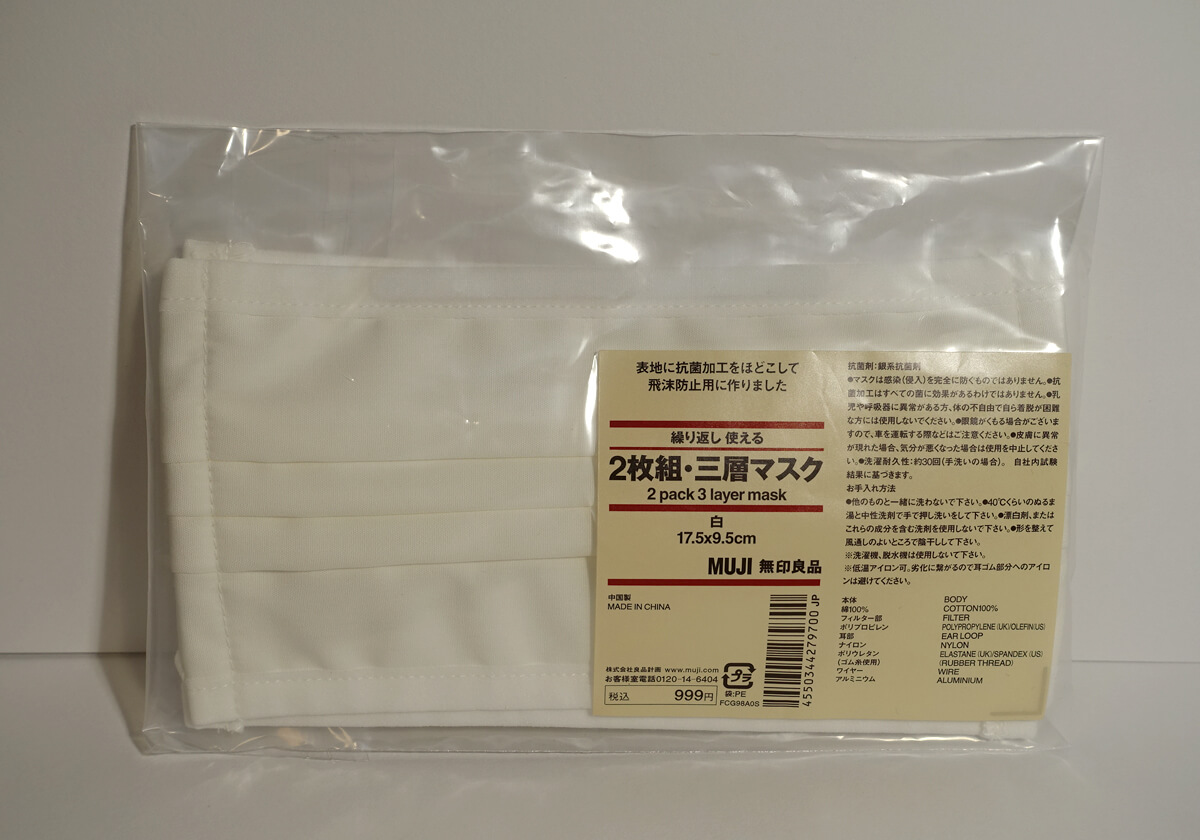 表地に抗菌加工をほどこして
飛沫防止用に作りました
繰り返し 使える
2枚組・三層マスク
2 pack 3 layer mask
白
17.5x9.5cm
MUJI 無印良品
中国製
MADE IN CHINA
株式会社良品計画 www.muji.com
お客様室電話0120-14-6404
税込 999円
プラ
袋:PE
FCG98A0S
4550344279700 JP
抗菌剤:銀系抗菌剤
●マスクは感染(侵入)を完全に防ぐものではありません。●抗
菌加工はすべての菌に効果があるわけではありません。●乳
児や呼吸器に異常がある方、体の不自由で自ら着脱が困難
な方には使用しないでください。●眼鏡がくもる場合がござい
ますので、車を運転する際などはご注意ください。●皮膚に異常
が現れた場合、気分が悪くなった場合は使用を中止してくださ
い。●洗濯耐久性:約30回(手洗いの場合)。 自社内試験
結果に基づきます。
お手入れ方法
●他のものと一緒に洗わないで下さい。●40℃くらいのぬるま
湯と中性洗剤で手で押し洗いをして下さい。●漂白剤、または
これらの成分を含む洗剤を使用しないで下さい。●形を整えて
風通しのよいところで陰干しして下さい。
※洗濯機、脱水機は使用しないで下さい。
※低温アイロン可。劣化に繋がるので耳ゴム部分へのアイロ
ンは避けてください。
本体 BODY
綿100% COTTON100%
フィルター部 FILTER
ポリプロピレン POLYPROPYLENE(UK)/OLEFIN(US)
耳部 EAR LOOP
ナイロン NYLON
ポリウレタン ELASTANE(UK)/SPANDEX(US)
(ゴム糸使用) (RUBBER THREAD)
ワイヤー WIRE
アルミニウム ALUMINIUM